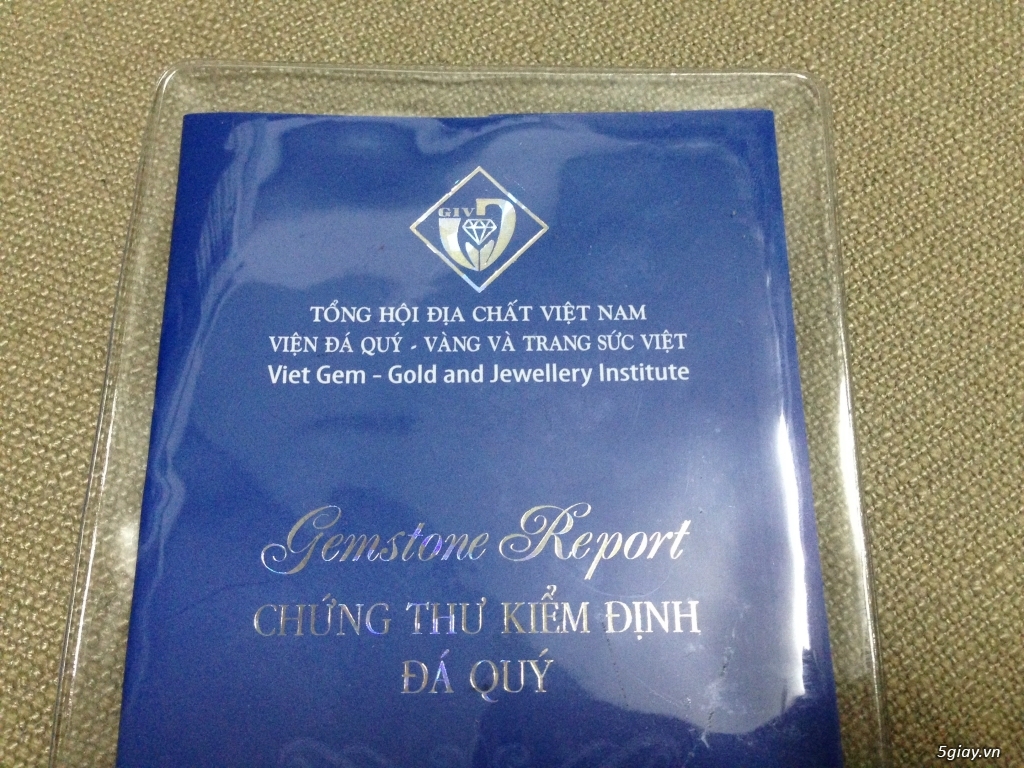 GIV
TỔNG HỘI ĐỊA CHẤT VIỆT NAM
VIỆN ĐÁ QUÝ - VÀNG VÀ TRANG SỨC VIỆT
Viet Gem - Gold and Jewellery Institute
Gemstone Report
CHỨNG THƯ KIỂM ĐỊNH
ĐÁ QUÝ
5giay.vn